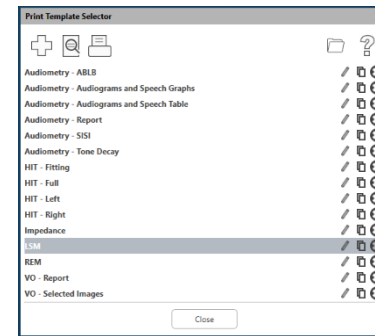 Print Template Selector
Audiometry - ABLB
Audiometry - Audiograms and Speech Graphs
Audiometry - Audiograms and Speech Table
Audiometry - Report
Audiometry - SISI
Audiometry - Tone Decay
HIT - Fitting
HIT - Full
HIT - Left
HIT - Right
Impedance
LSM
REM
VO - Report
VO - Selected Images
Close